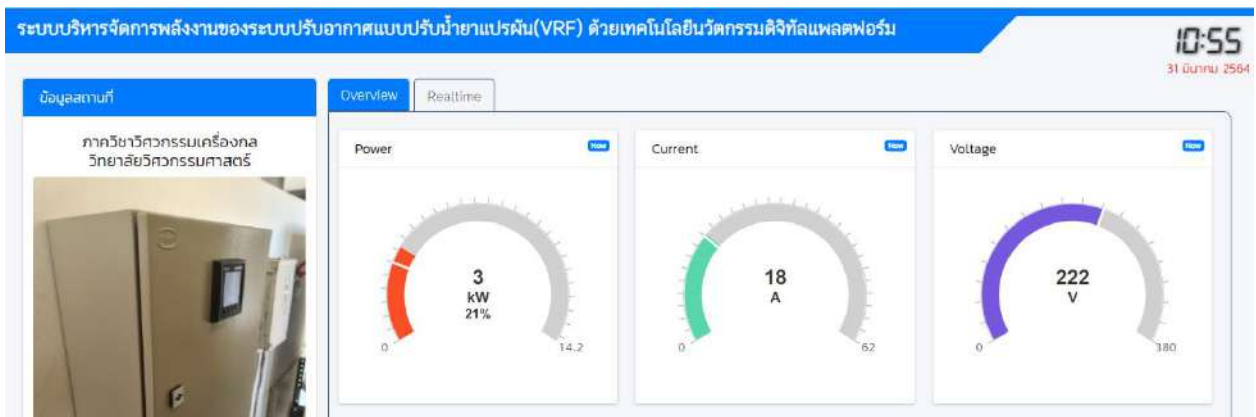 ระบบบริหารจัดการพลังงานของระบบปรับอากาศแบบปรับน้ำยาแปรผัน(VRF) ด้วยเทคโนโลยีนวัตกรรมดิจิทัลแพลตฟอร์ม
10:55
31 มีนาคม 2564
ข้อมูลสถานที่
Overview
Realtime
ภาควิชาวิศวกรรมเครื่องกล
วิทยาลัยวิศวกรรมศาสตร์
Power
Now
3
kW
21%
0
14.2
Current
Now
18
A
0
62
Voltage
Now
222
V
0
380